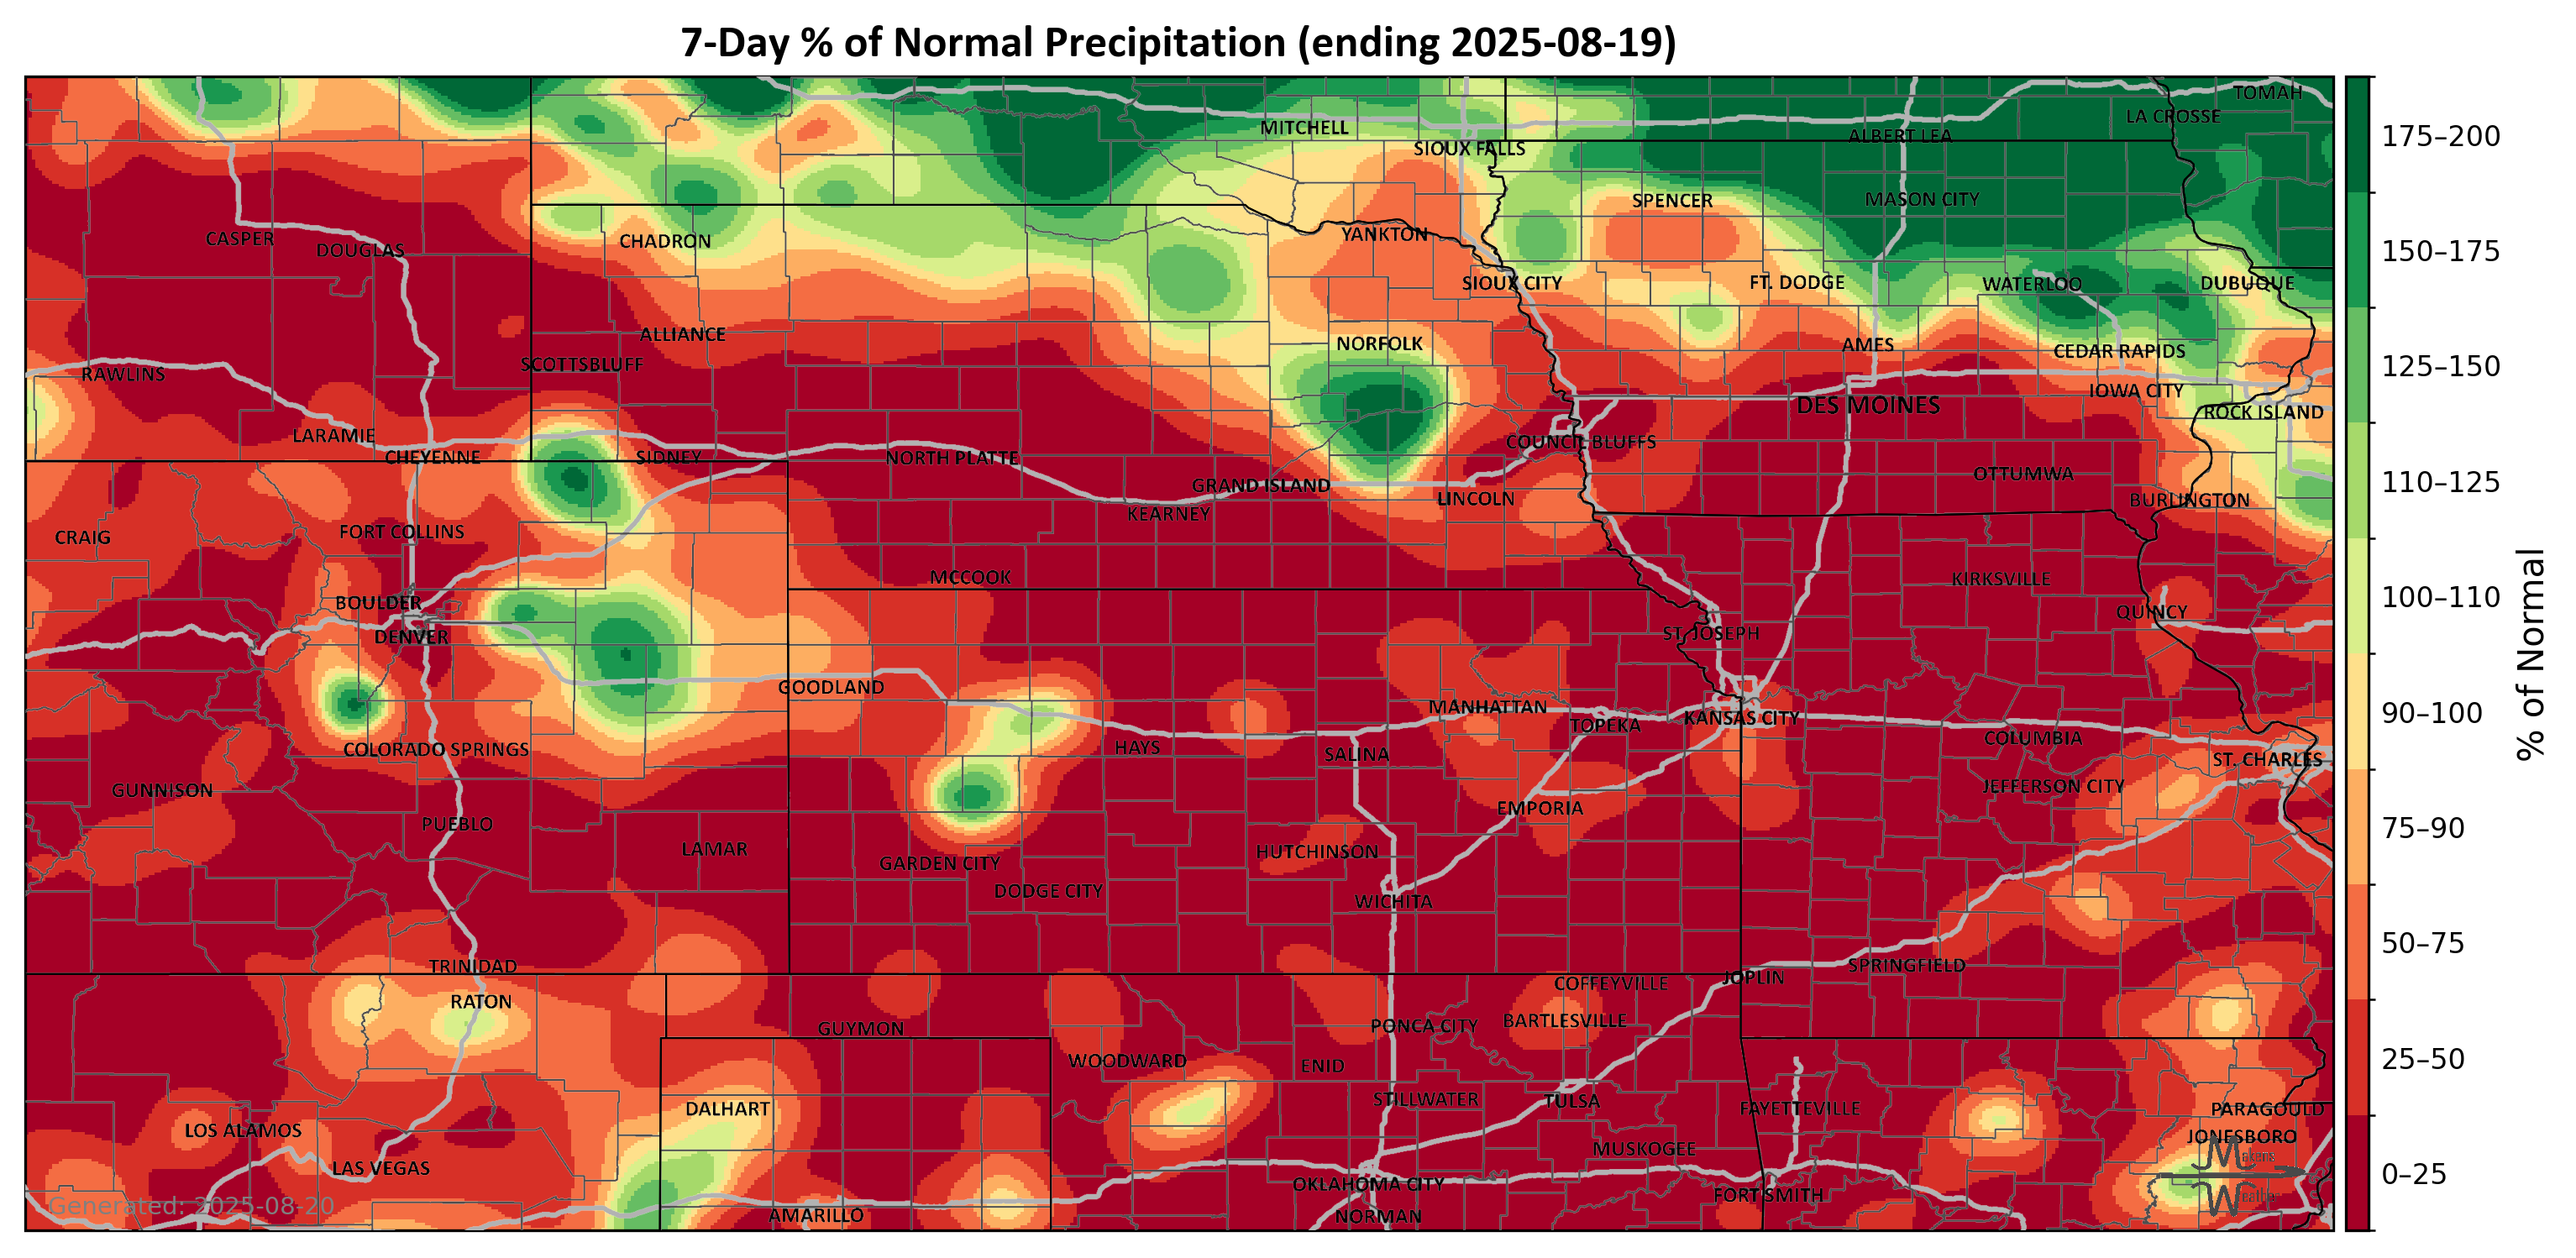 7-Day % of Normal Precipitation (ending 2025-08-19)
TOMAH
LA CROSSE
MITCHELL
ALBERT LEA
SIOUX FALLS
SPENCER
MASON CITY
YANKTON
CASPER
CHADRON
DOUGLAS
SIOUX CITY
FT. DODGE
WATERLOO
DUBUQUE
ALLIANCE
NORFOLK
AMES
CEDAR RAPIDS
SCOTTSBLUFF
RAWLINS
IOWA CITY
DES MOINES
ROCK ISLAND
LARAMIE
COUNCIL BLUFFS
CHEYENNE
SIDNEY
NORTH PLATTE
OTTUMWA
GRAND ISLAND
LINCOLN
BURLINGTON
KEARNEY
FORT COLLINS
CRAIG
MCCOOK
KIRKSVILLE
BOULDER
QUINCY
DENVER
ST. JOSEPH
GOODLAND
MANHATTAN
KANSAS CITY
TOPEKA
COLUMBIA
COLORADO SPRINGS
HAYS
SALINA
ST. CHARLES
GUNNISON
JEFFERSON CITY
EMPORIA
PUEBLO
LAMAR
HUTCHINSON
GARDEN CITY
DODGE CITY
WICHITA
TRINIDAD
SPRINGFIELD
JOPLIN
COFFEYVILLE
RATON
BARTLESVILLE
GUYMON
PONCA CITY
WOODWARD
ENID
STILLWATER
TULSA
DALHART
FAYETTEVILLE
PARAGOULD
LOS ALAMOS
JONESBORO
MUSKOGEE
LAS VEGAS
OKLAHOMA CITY
FORT SMITH
AMARILLO
NORMAN
Generated: 2025-08-20
Makens
Weather
175–200
150–175
125–150
110–125
100–110
90–100
75–90
50–75
25–50
0–25
% of Normal